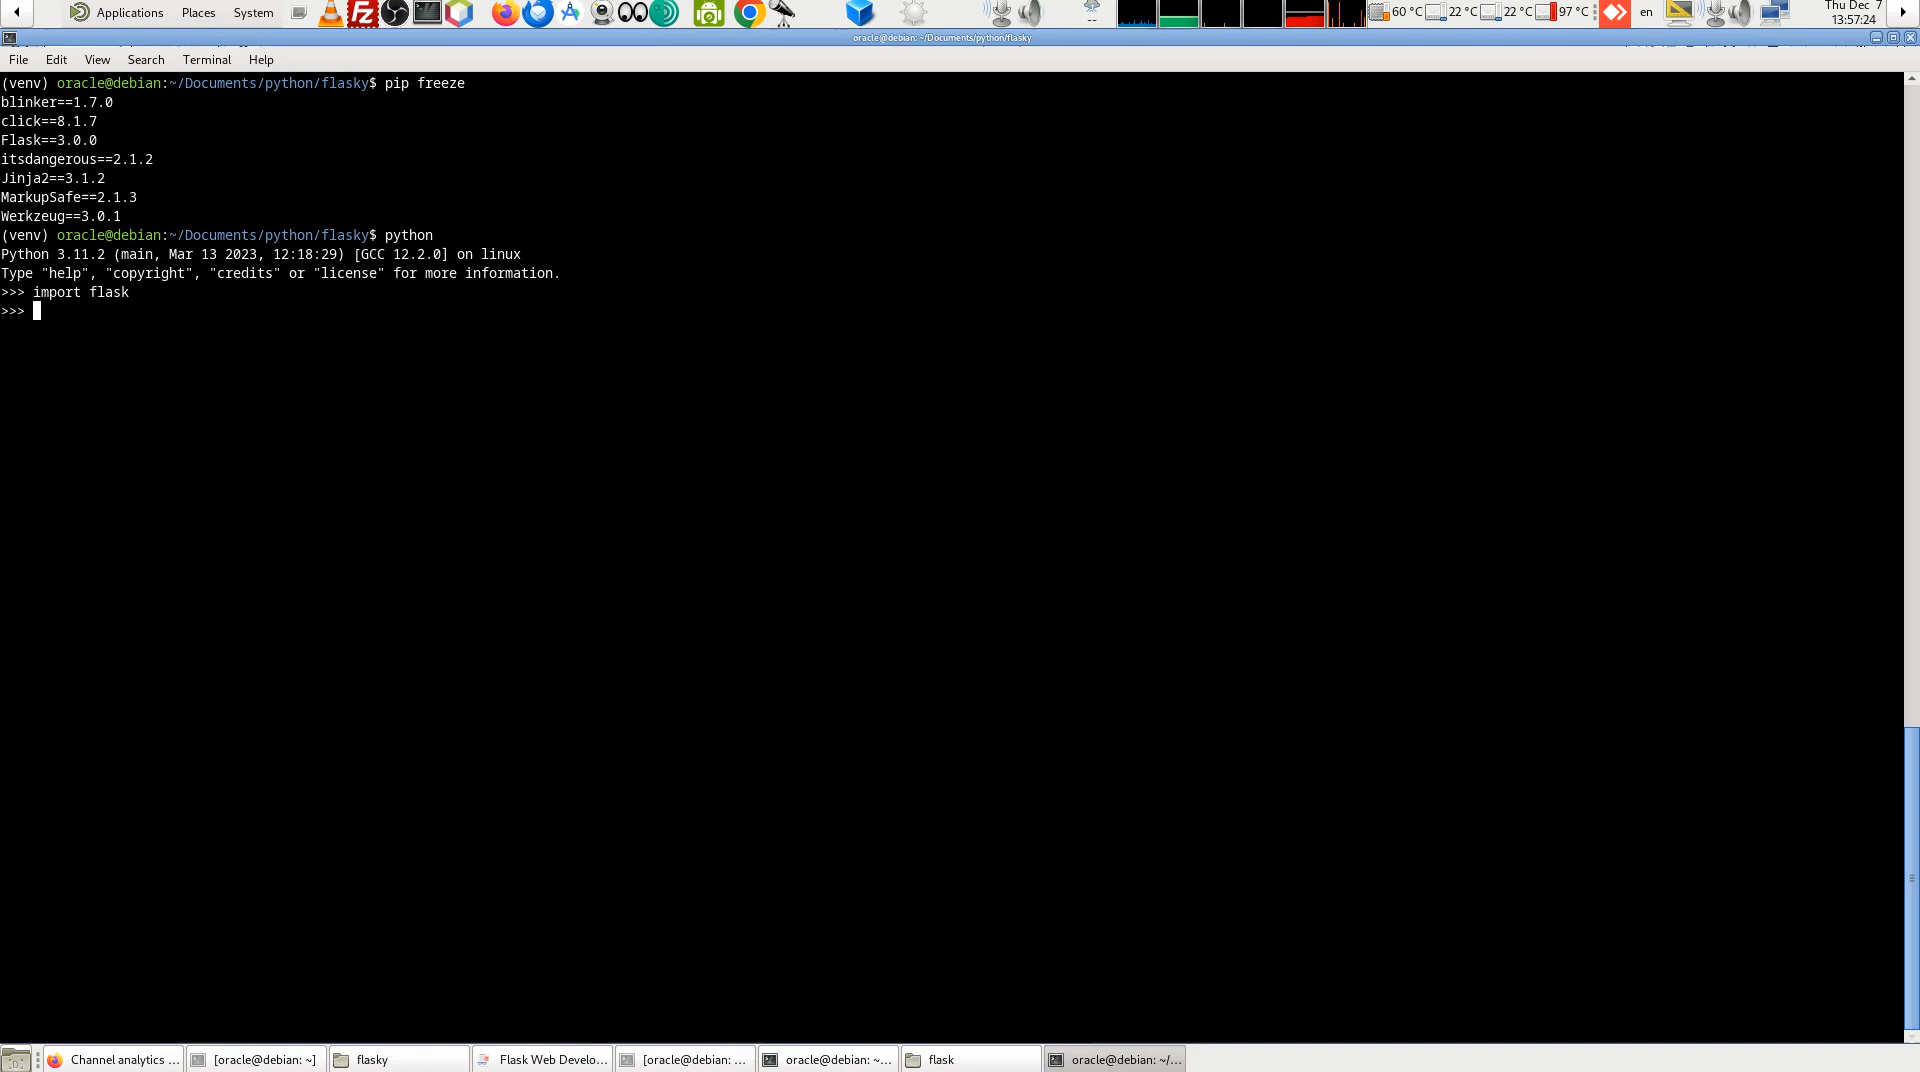 Applications Places System
60 °C 22 °C 22 °C 97 °C en Thu Dec 7
13:57:24
oracle@debian: ~/Documents/python/flasky
File Edit View Search Terminal Help
(venv) oracle@debian:~/Documents/python/flasky$ pip freeze
blinker==1.7.0
click==8.1.7
Flask==3.0.0
itsdangerous==2.1.2
Jinja2==3.1.2
MarkupSafe==2.1.3
Werkzeug==3.0.1
(venv) oracle@debian:~/Documents/python/flasky$ python
Python 3.11.2 (main, Mar 13 2023, 12:18:29) [GCC 12.2.0] on linux
Type "help", "copyright", "credits" or "license" for more information.
>>> import flask
>>>
Channel analytics ... [oracle@debian: ~] flasky Flask Web Develo... [oracle@debian: ... oracle@debian: ~... flask oracle@debian: ~/...